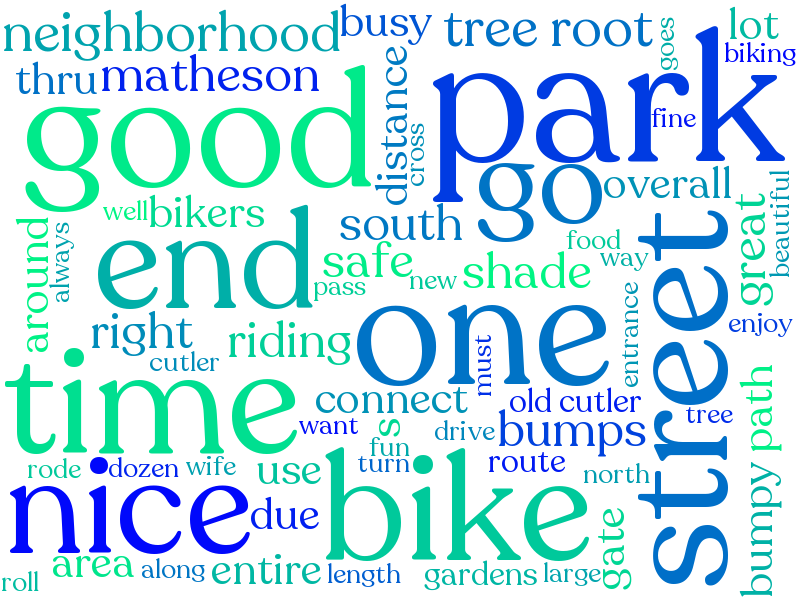 neighborhood
busy
tree root
goes
lot
biking
thru
matheson
distance
cross
park
fine
good
go
overall
well
bikers
south
always
around
end
safe
pass
new
shade
food
way
street
great
beautiful
right
cutler
riding
one
must
entrance
enjoy
time
connect
old cutler
tree
want
s
fun
drive
bumps
bumpy path
rode
dozen
wife
use
turn
route
north
nice
due
bike
gate
roll
area
along
entire
length
gardens
large